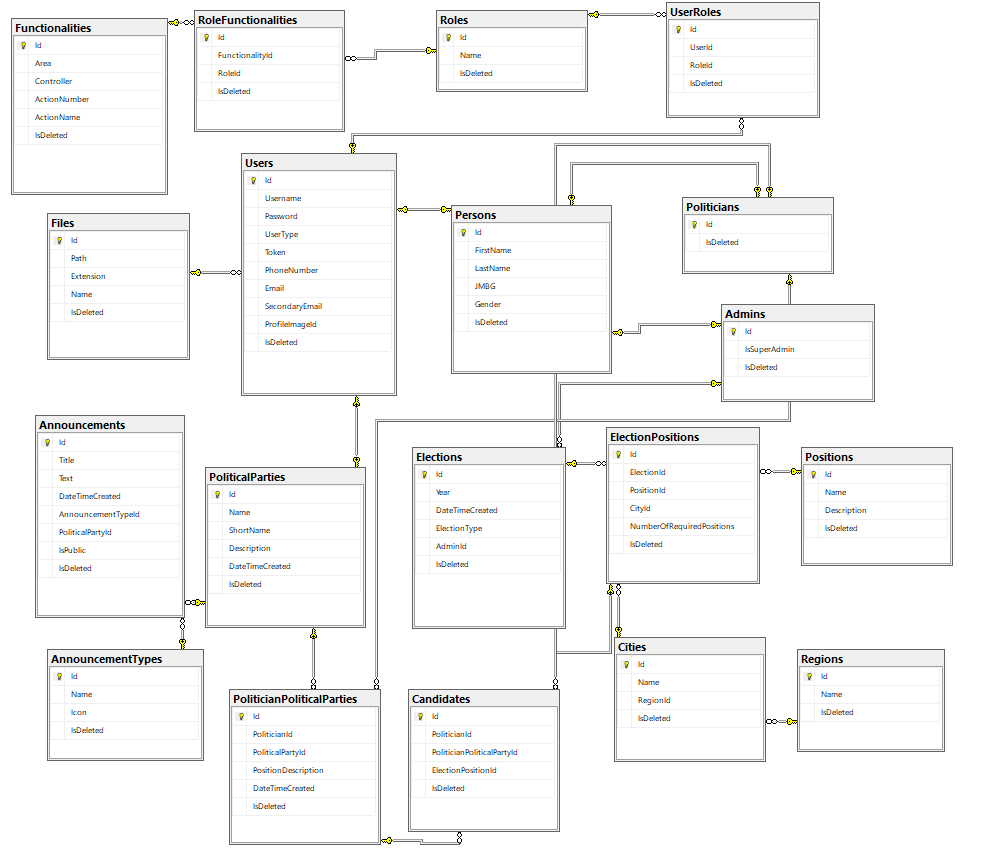 Functionalities
Id
Area
Controller
ActionNumber
ActionName
IsDeleted
RoleFunctionalities
Id
FunctionalityId
RoleId
IsDeleted
Roles
Id
Name
IsDeleted
UserRoles
Id
UserId
RoleId
IsDeleted
Users
Id
Username
Password
UserType
Token
PhoneNumber
Email
SecondaryEmail
ProfileImageId
IsDeleted
Files
Id
Path
Extension
Name
IsDeleted
Persons
Id
FirstName
LastName
JMBG
Gender
IsDeleted
Politicians
Id
IsDeleted
Admins
Id
IsSuperAdmin
IsDeleted
Announcements
Id
Title
Text
DateTimeCreated
AnnouncementTypeId
PoliticalPartyId
IsPublic
IsDeleted
PoliticalParties
Id
Name
ShortName
Description
DateTimeCreated
IsDeleted
Elections
Id
Year
DateTimeCreated
ElectionType
AdminId
IsDeleted
ElectionPositions
Id
ElectionId
PositionId
CityId
NumberOfRequiredPositions
IsDeleted
Positions
Id
Name
Description
IsDeleted
AnnouncementTypes
Id
Name
Icon
IsDeleted
PoliticianPoliticalParties
Id
PoliticianId
PoliticalPartyId
PositionDescription
DateTimeCreated
IsDeleted
Candidates
Id
PoliticianId
PoliticianPoliticalPartyId
ElectionPositionId
IsDeleted
Cities
Id
Name
RegionId
IsDeleted
Regions
Id
Name
IsDeleted